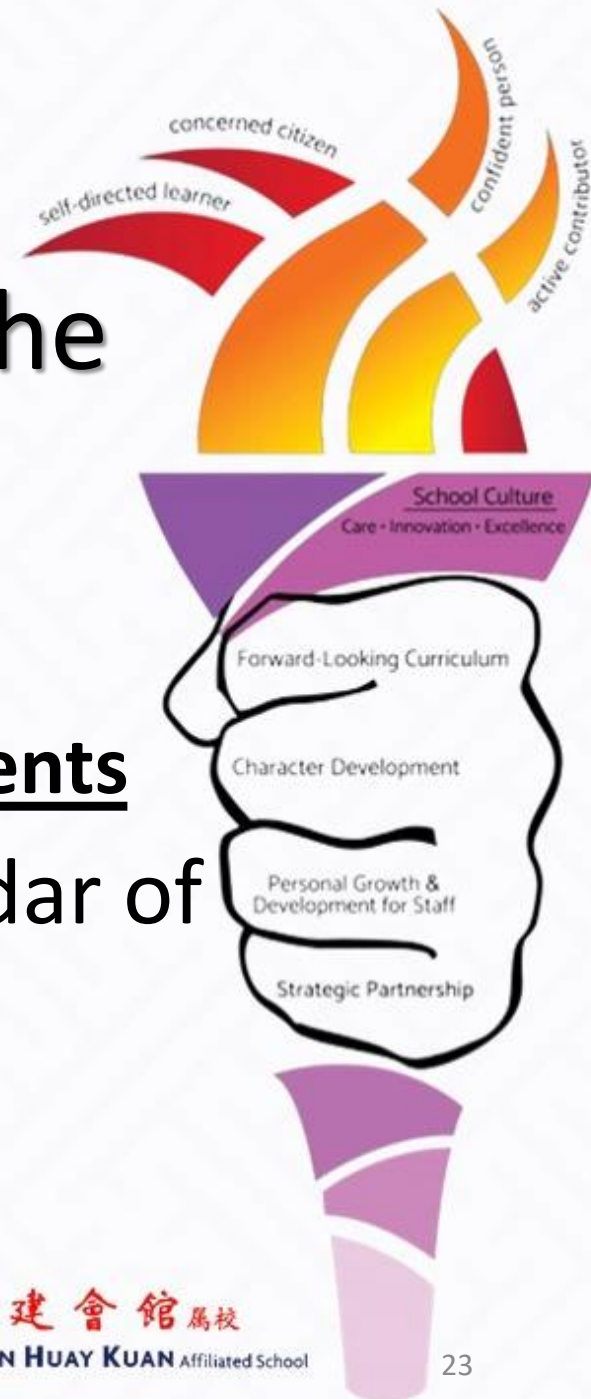 concerned citizen
confident person
self-directed learner
active contributor
he
School Culture
Care • Innovation • Excellence
Forward-Looking Curriculum
Character Development
ents
dar of
Personal Growth &
Development for Staff
Strategic Partnership
建會館属校
N HUAY KUAN Affiliated School
23